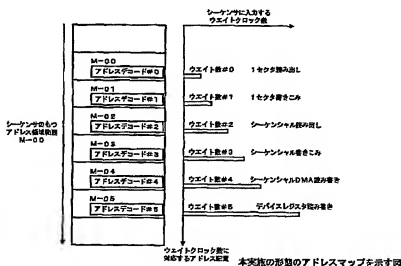 シーケンサに入力する
ウエイトクロック数
M-00
アドレスデコード#0
ウエイト数#0 1セクタ読み出し
M-01
アドレスデコード#1
ウエイト数#1 1セクタ書きこみ
M-02
アドレスデコード#2
ウエイト数#2 シーケンシャル読み出し
シーケンサのもつ
アドレス領域範囲
M-00
M-03
アドレスデコード#3
ウエイト数#3 シーケンシャル書きこみ
M-04
アドレスデコード#4
ウエイト数#4 シーケンシャルDMA読み書き
M-05
アドレスデコード#5
ウエイト数#5 デバイスレジスタ読み書き
ウエイトクロック数に
対応するアドレス配置
本実施の形態のアドレスマップを示す図